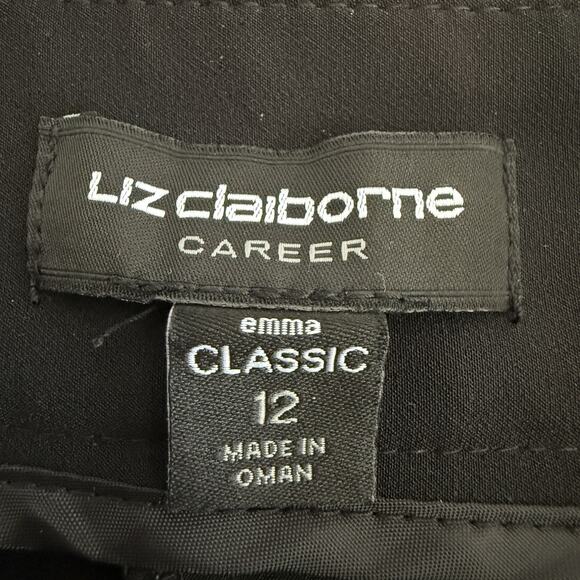 Liz claiborne
CAREER
emma
CLASSIC
12
MADE IN
OMAN